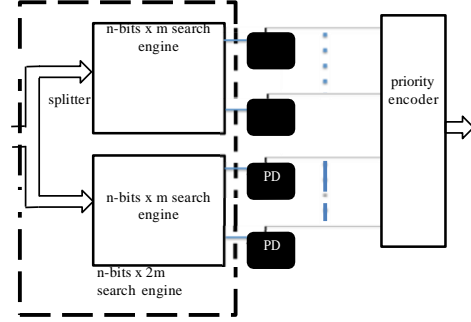 n-bits x m search
engine
splitter
priority
encoder
PD
n-bits x m search
engine
PD
n-bits x 2m
search engine